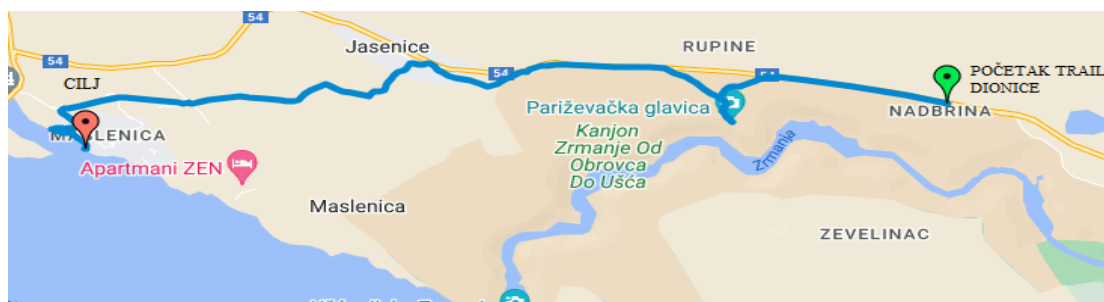 54
Jasenice
RUPINE
54
CILJ
54
54
POČETAK TRAIL
DIONICE
Pariževačka glavica
NADBRINA
MASLENICA
Kanjon
Zrmanje Od
Obrovca
Do Ušća
Zrmanja
Apartmani ZEN
Maslenica
ZEVELINAC